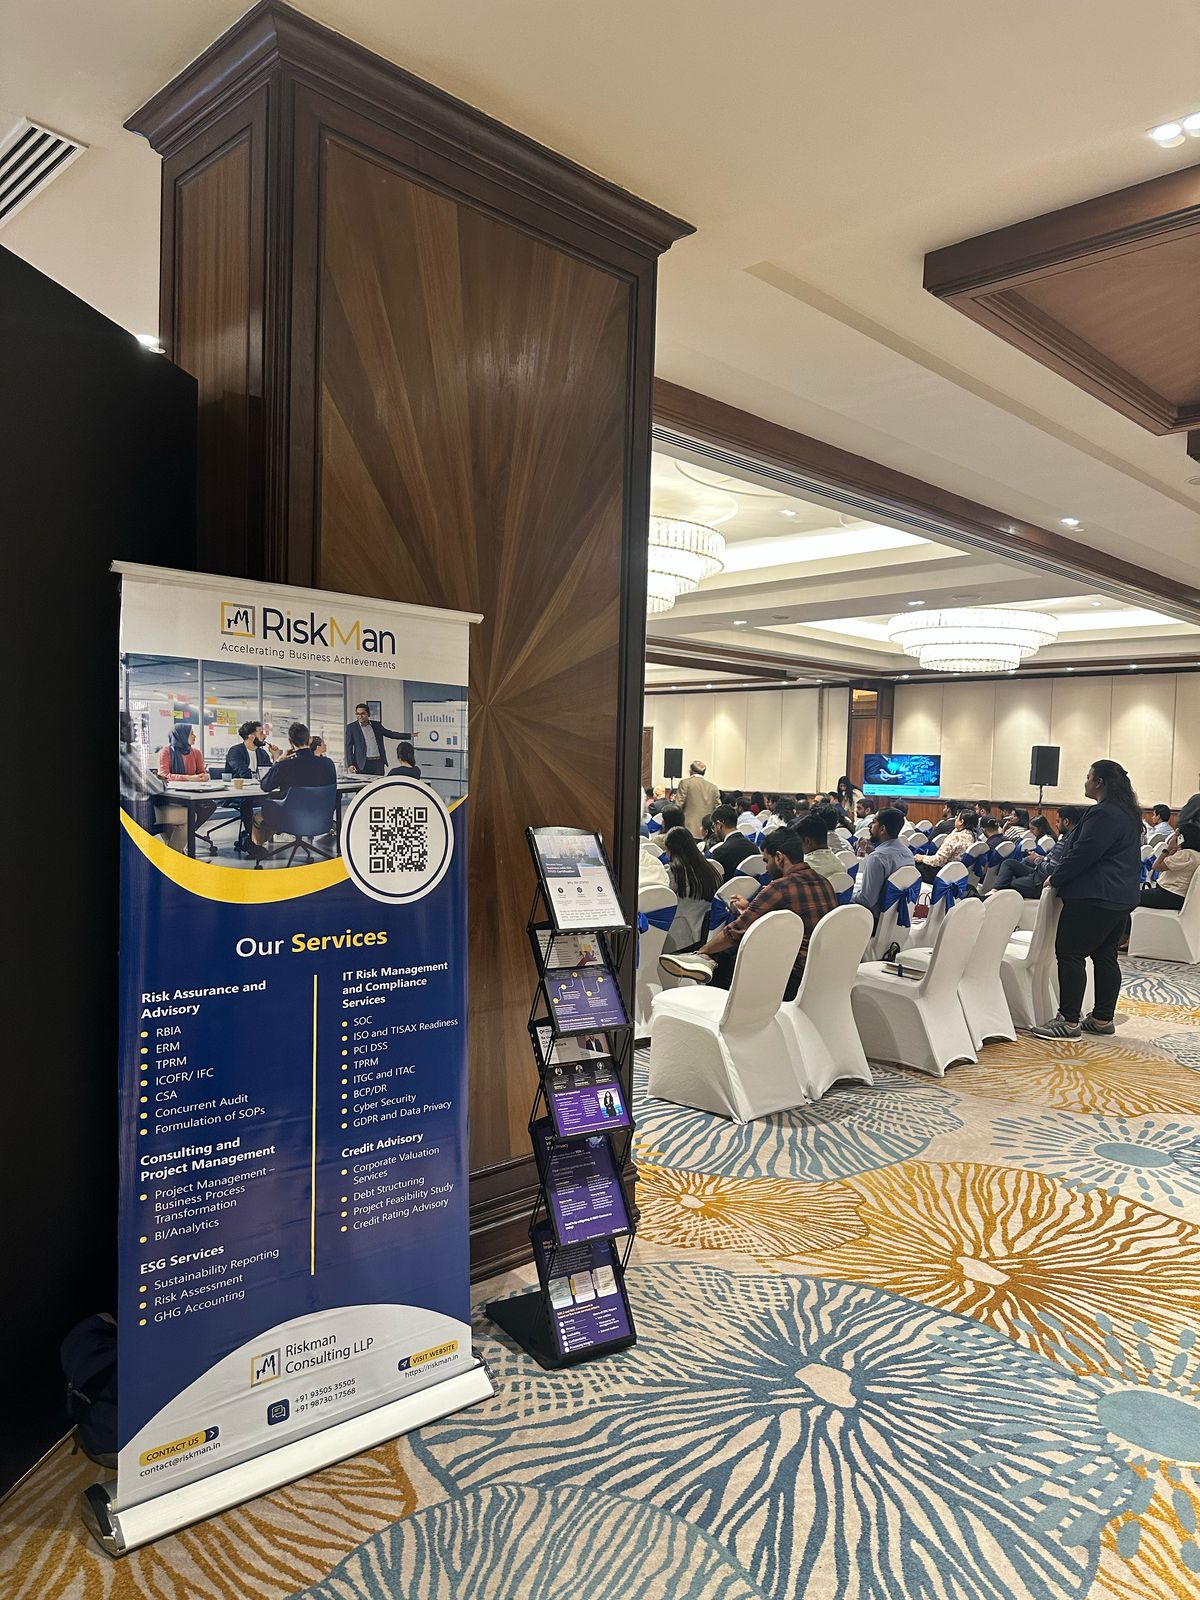 rM RiskMan
Accelerating Business Achievements
Our Services
Risk Assurance and
Advisory
RBIA
ERM
TPRM
ICOFR/ IFC
CSA
Concurrent Audit
Formulation of SOPs
Consulting and
Project Management
Project Management –
Business Process
Transformation
BI/Analytics
ESG Services
Sustainability Reporting
Risk Assessment
GHG Accounting
IT Risk Management
and Compliance
Services
SOC
ISO and TISAX Readiness
PCI DSS
TPRM
ITGC and ITAC
BCP/DR
Cyber Security
GDPR and Data Privacy
Credit Advisory
Corporate Valuation
Services
Debt Structuring
Project Feasibility Study
Credit Rating Advisory
rM Riskman
Consulting LLP
+91 93505 35505
+91 98730 17568
VISIT WEBSITE
https://riskman.in
CONTACT US
contact@riskman.in